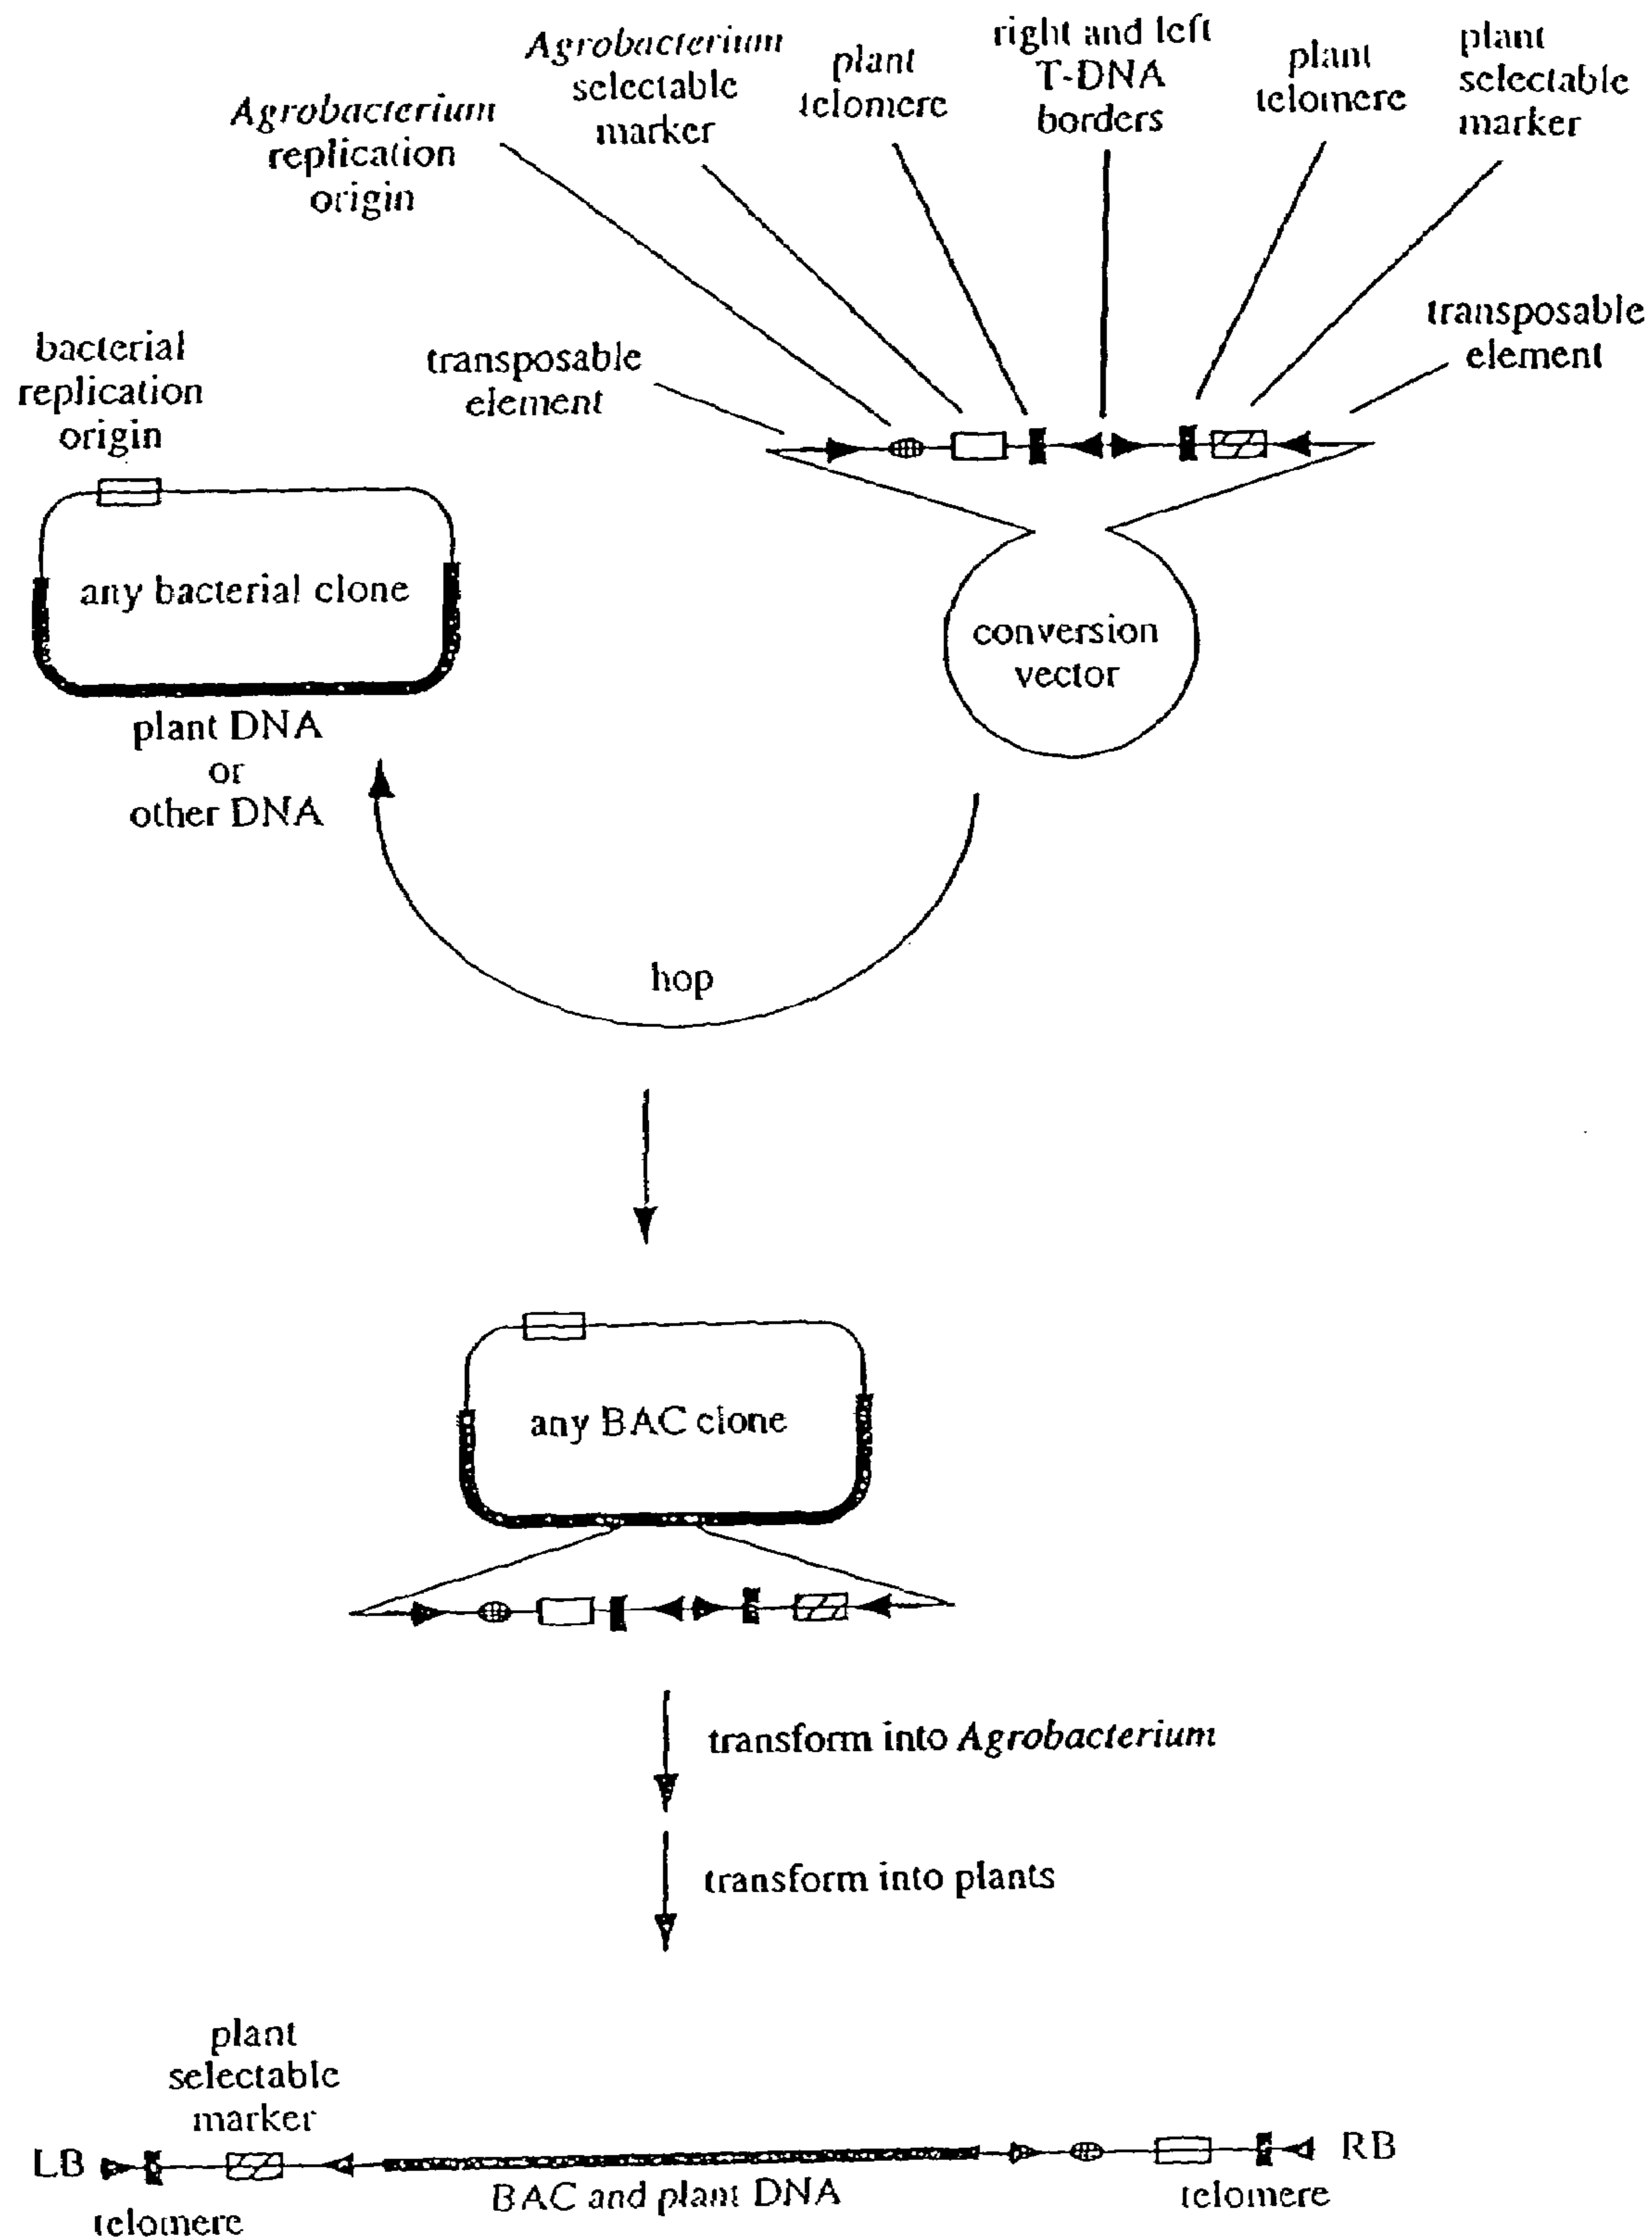 Agrobacterium
replication
origin
Agrobacterium
selectable
marker
plant
telomere
right and left
T-DNA
borders
plant
telomere
plant
selectable
marker
bacterial
replication
origin
transposable
element
transposable
element
any bacterial clone
conversion
vector
plant DNA
or
other DNA
hop
any BAC clone
transform into Agrobacterium
transform into plants
plant
selectable
marker
LB
RB
telomere
BAC and plant DNA
telomere